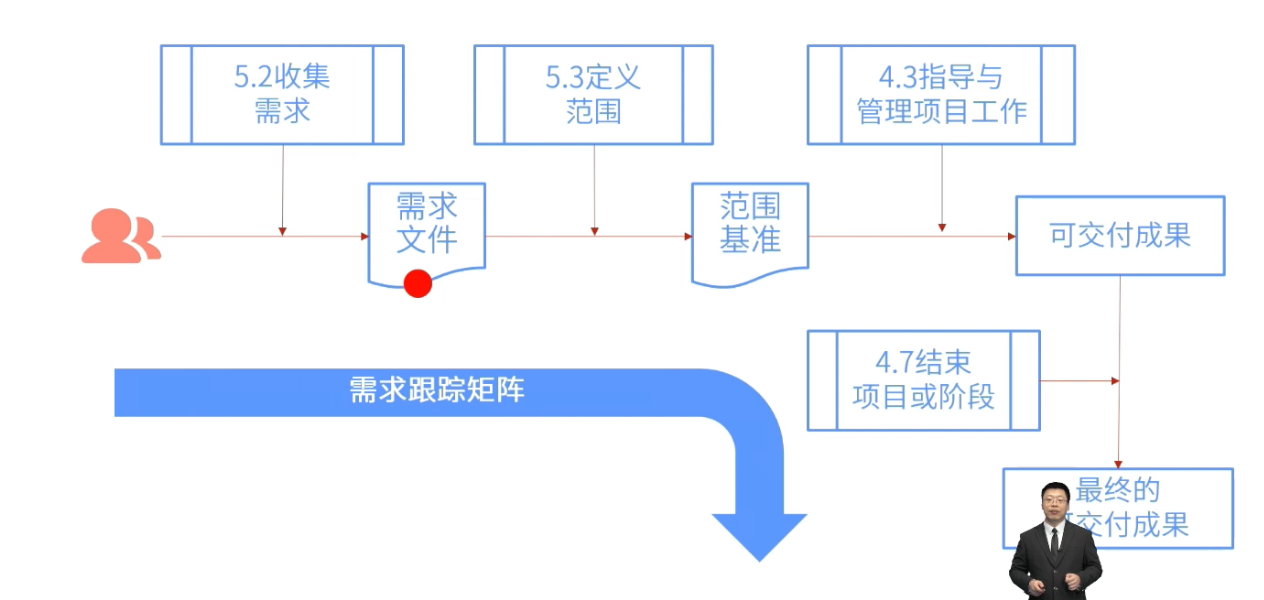 5.2收集
需求
5.3定义
范围
4.3指导与
管理项目工作
需求
文件
范围
基准
可交付成果
需求跟踪矩阵
4.7结束
项目或阶段
最终的
可交付成果